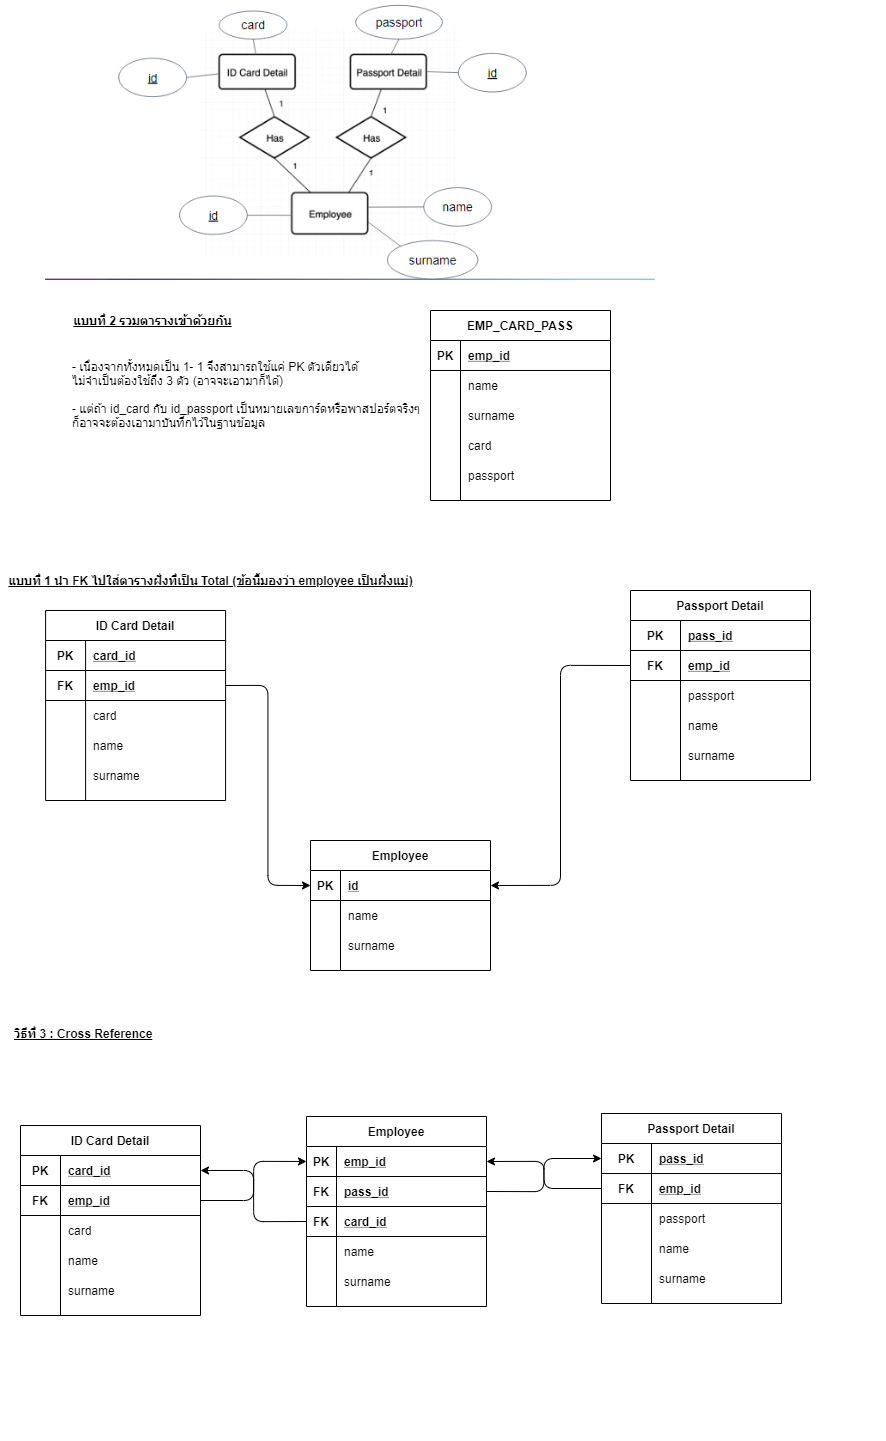 card
passport
id
ID Card Detail
Passport Detail
id
1
1
Has
Has
1
1
id
Employee
name
surname
แบบที่ 2 รวมตารางเข้าด้วยกัน
- เนื่องจากทั้งหมดเป็น 1- 1 จึงสามารถใช้แค่ PK ตัวเดียวได้
ไม่จำเป็นต้องใช้ถึง 3 ตัว (อาจจะเอามาก็ได้)
- แต่ถ้า id_card กับ id_passport เป็นหมายเลขการ์ดหรือพาสปอร์ตจริงๆ
ก็อาจจะต้องเอามาบันทึกไว้ในฐานข้อมูล
EMP_CARD_PASS
PK emp_id
name
surname
card
passport
แบบที่ 1 นำ FK ไปใส่ตารางฝั่งที่เป็น Total (ข้อนี้มองว่า employee เป็นฝั่งแม่)
ID Card Detail
PK card_id
FK emp_id
card
name
surname
Passport Detail
PK pass_id
FK emp_id
passport
name
surname
Employee
PK id
name
surname
วิธีที่ 3 : Cross Reference
ID Card Detail
PK card_id
FK emp_id
card
name
surname
Employee
PK emp_id
FK pass_id
FK card_id
name
surname
Passport Detail
PK pass_id
FK emp_id
passport
name
surname